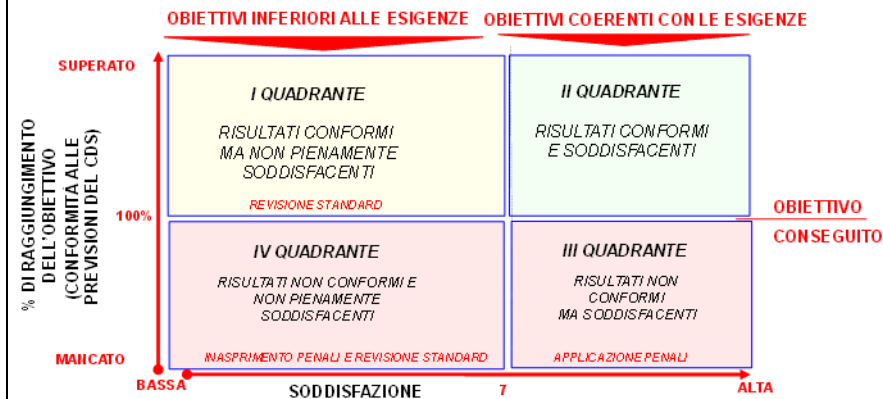 OBIETTIVI INFERIORI ALLE ESIGENZE
OBIETTIVI COERENTI CON LE ESIGENZE
SUPERATO
% DI RAGGIUNGIMENTO
DELL'OBIETTIVO
(CONFORMITÀ ALLE
PREVISIONI DEL CDS)
I QUADRANTE
RISULTATI CONFORMI
MA NON PIENAMENTE
SODDISFACENTI
REVISIONE STANDARD
II QUADRANTE
RISULTATI CONFORMI
E SODDISFACENTI
100%
OBIETTIVO
CONSEGUITO
IV QUADRANTE
RISULTATI NON CONFORMI E
NON PIENAMENTE
SODDISFACENTI
INASPRIMENTO PENALI E REVISIONE STANDARD
III QUADRANTE
RISULTATI NON
CONFORMI
MA SODDISFACENTI
APPLICAZIONE PENALI
MANCATO
BASSA
SODDISFAZIONE
7
ALTA